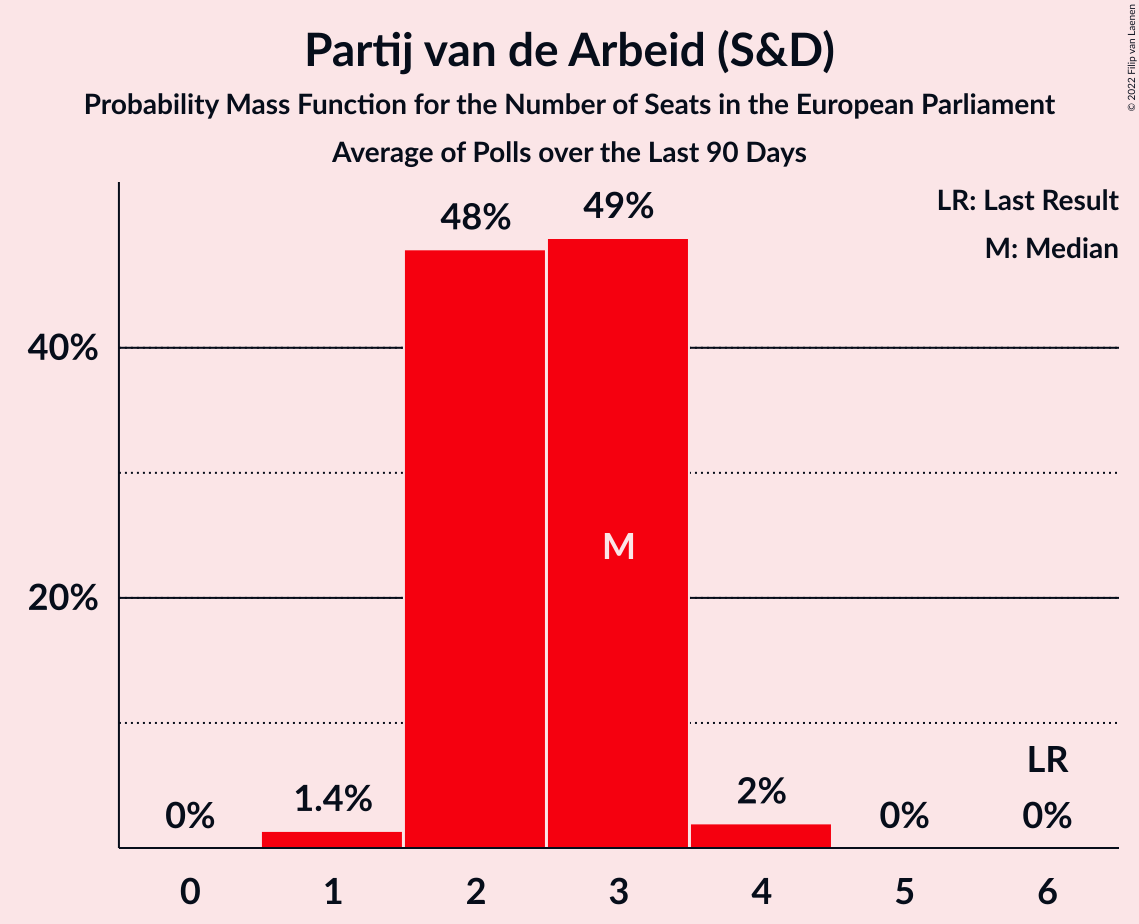 Partij van de Arbeid (S&D)
Probability Mass Function for the Number of Seats in the European Parliament
Average of Polls over the Last 90 Days
© 2022 Filip van Laenen
LR: Last Result
M: Median
48%
49%
40%
M
20%
LR
0%
1.4%
2%
0%
0%
0
1
2
3
4
5
6